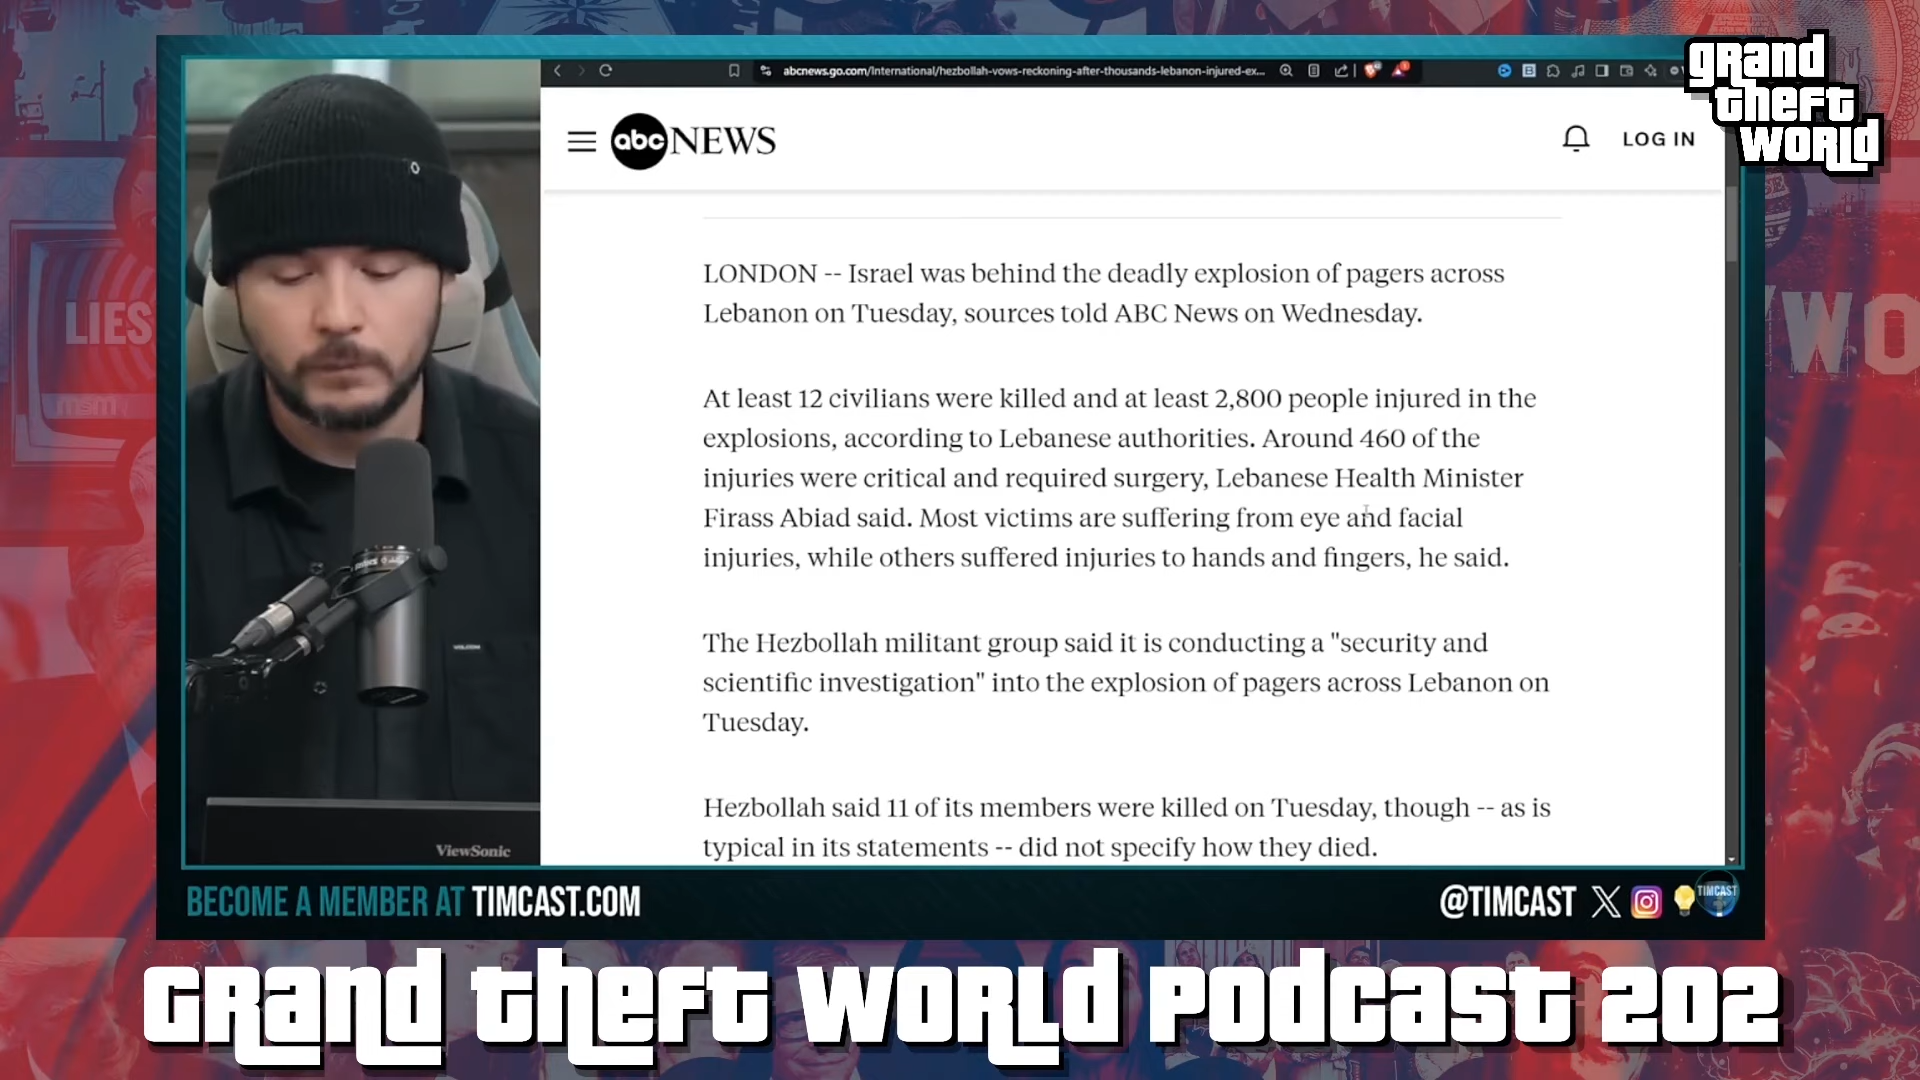 grand
theft
world
abcnews.go.com/International/hezbollah-vows-reckoning-after-thousands-lebanon-injured-ex...
abc NEWS
LOG IN
LONDON -- Israel was behind the deadly explosion of pagers across
Lebanon on Tuesday, sources told ABC News on Wednesday.
At least 12 civilians were killed and at least 2,800 people injured in the
explosions, according to Lebanese authorities. Around 460 of the
injuries were critical and required surgery, Lebanese Health Minister
Firass Abiad said. Most victims are suffering from eye and facial
injuries, while others suffered injuries to hands and fingers, he said.
The Hezbollah militant group said it is conducting a "security and
scientific investigation" into the explosion of pagers across Lebanon on
Tuesday.
Hezbollah said 11 of its members were killed on Tuesday, though -- as is
typical in its statements -- did not specify how they died.
LIES
msm
WO
ViewSonic
BECOME A MEMBER AT TIMCAST.COM
@TIMCAST
TIMCAST
GRand theft WORLd PodCast 202